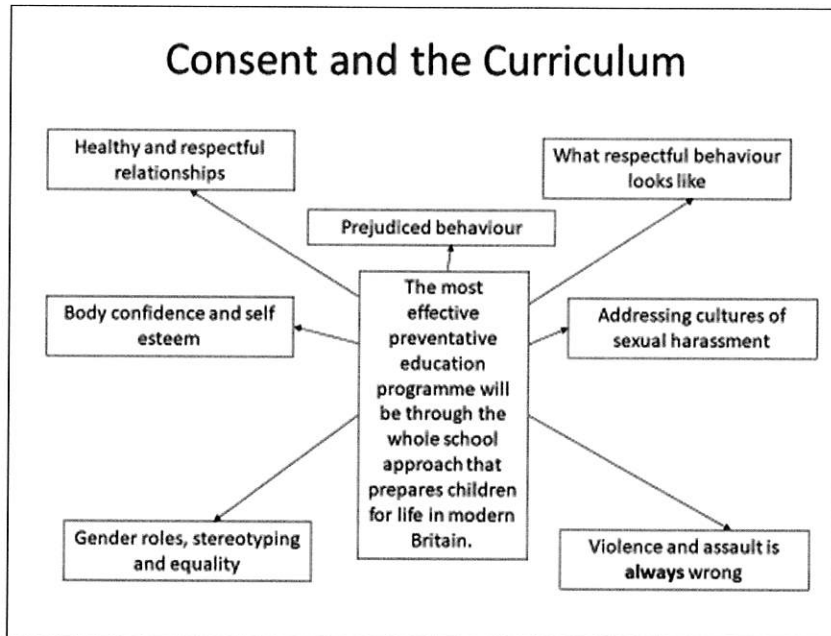 Consent and the Curriculum
Healthy and respectful
relationships
What respectful behaviour
looks like
Prejudiced behaviour
The most
effective
preventative
education
programme will
be through the
whole school
approach that
prepares children
for life in modern
Britain.
Body confidence and self
esteem
Addressing cultures of
sexual harassment
Gender roles, stereotyping
and equality
Violence and assault is
always wrong